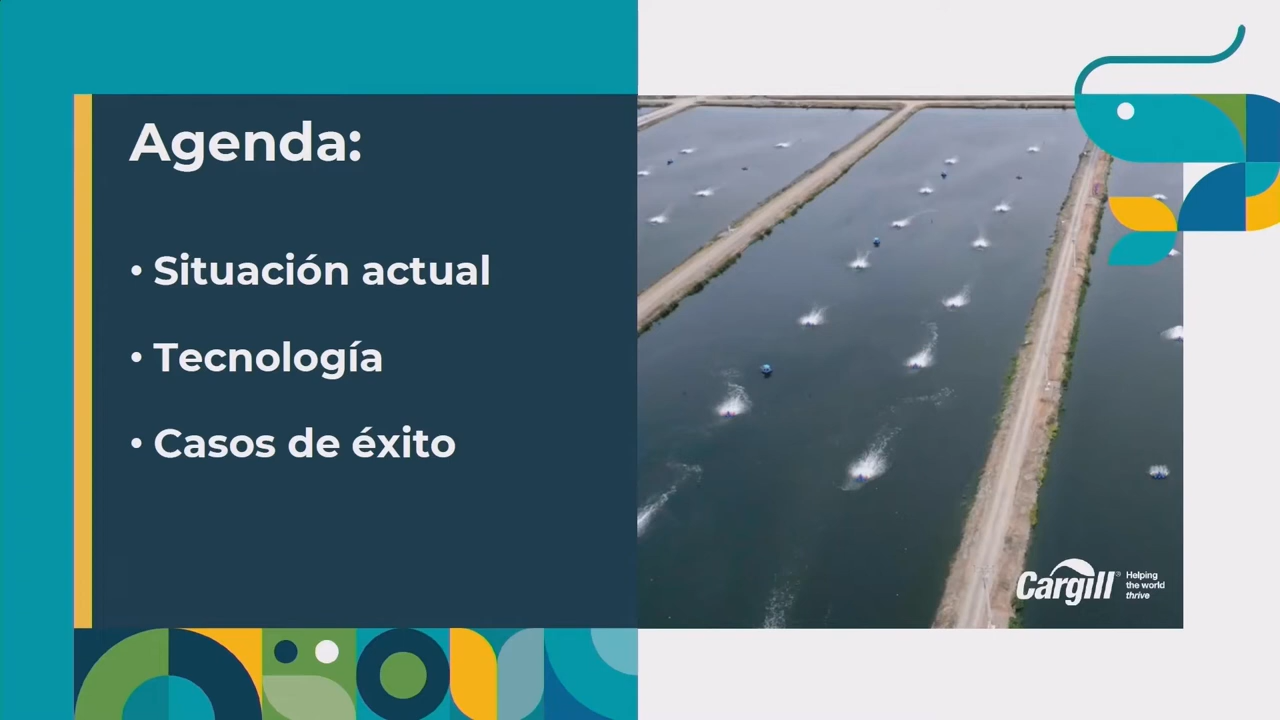 Agenda:
• Situación actual
• Tecnología
• Casos de éxito
Cargill®
Helping
the world
thrive